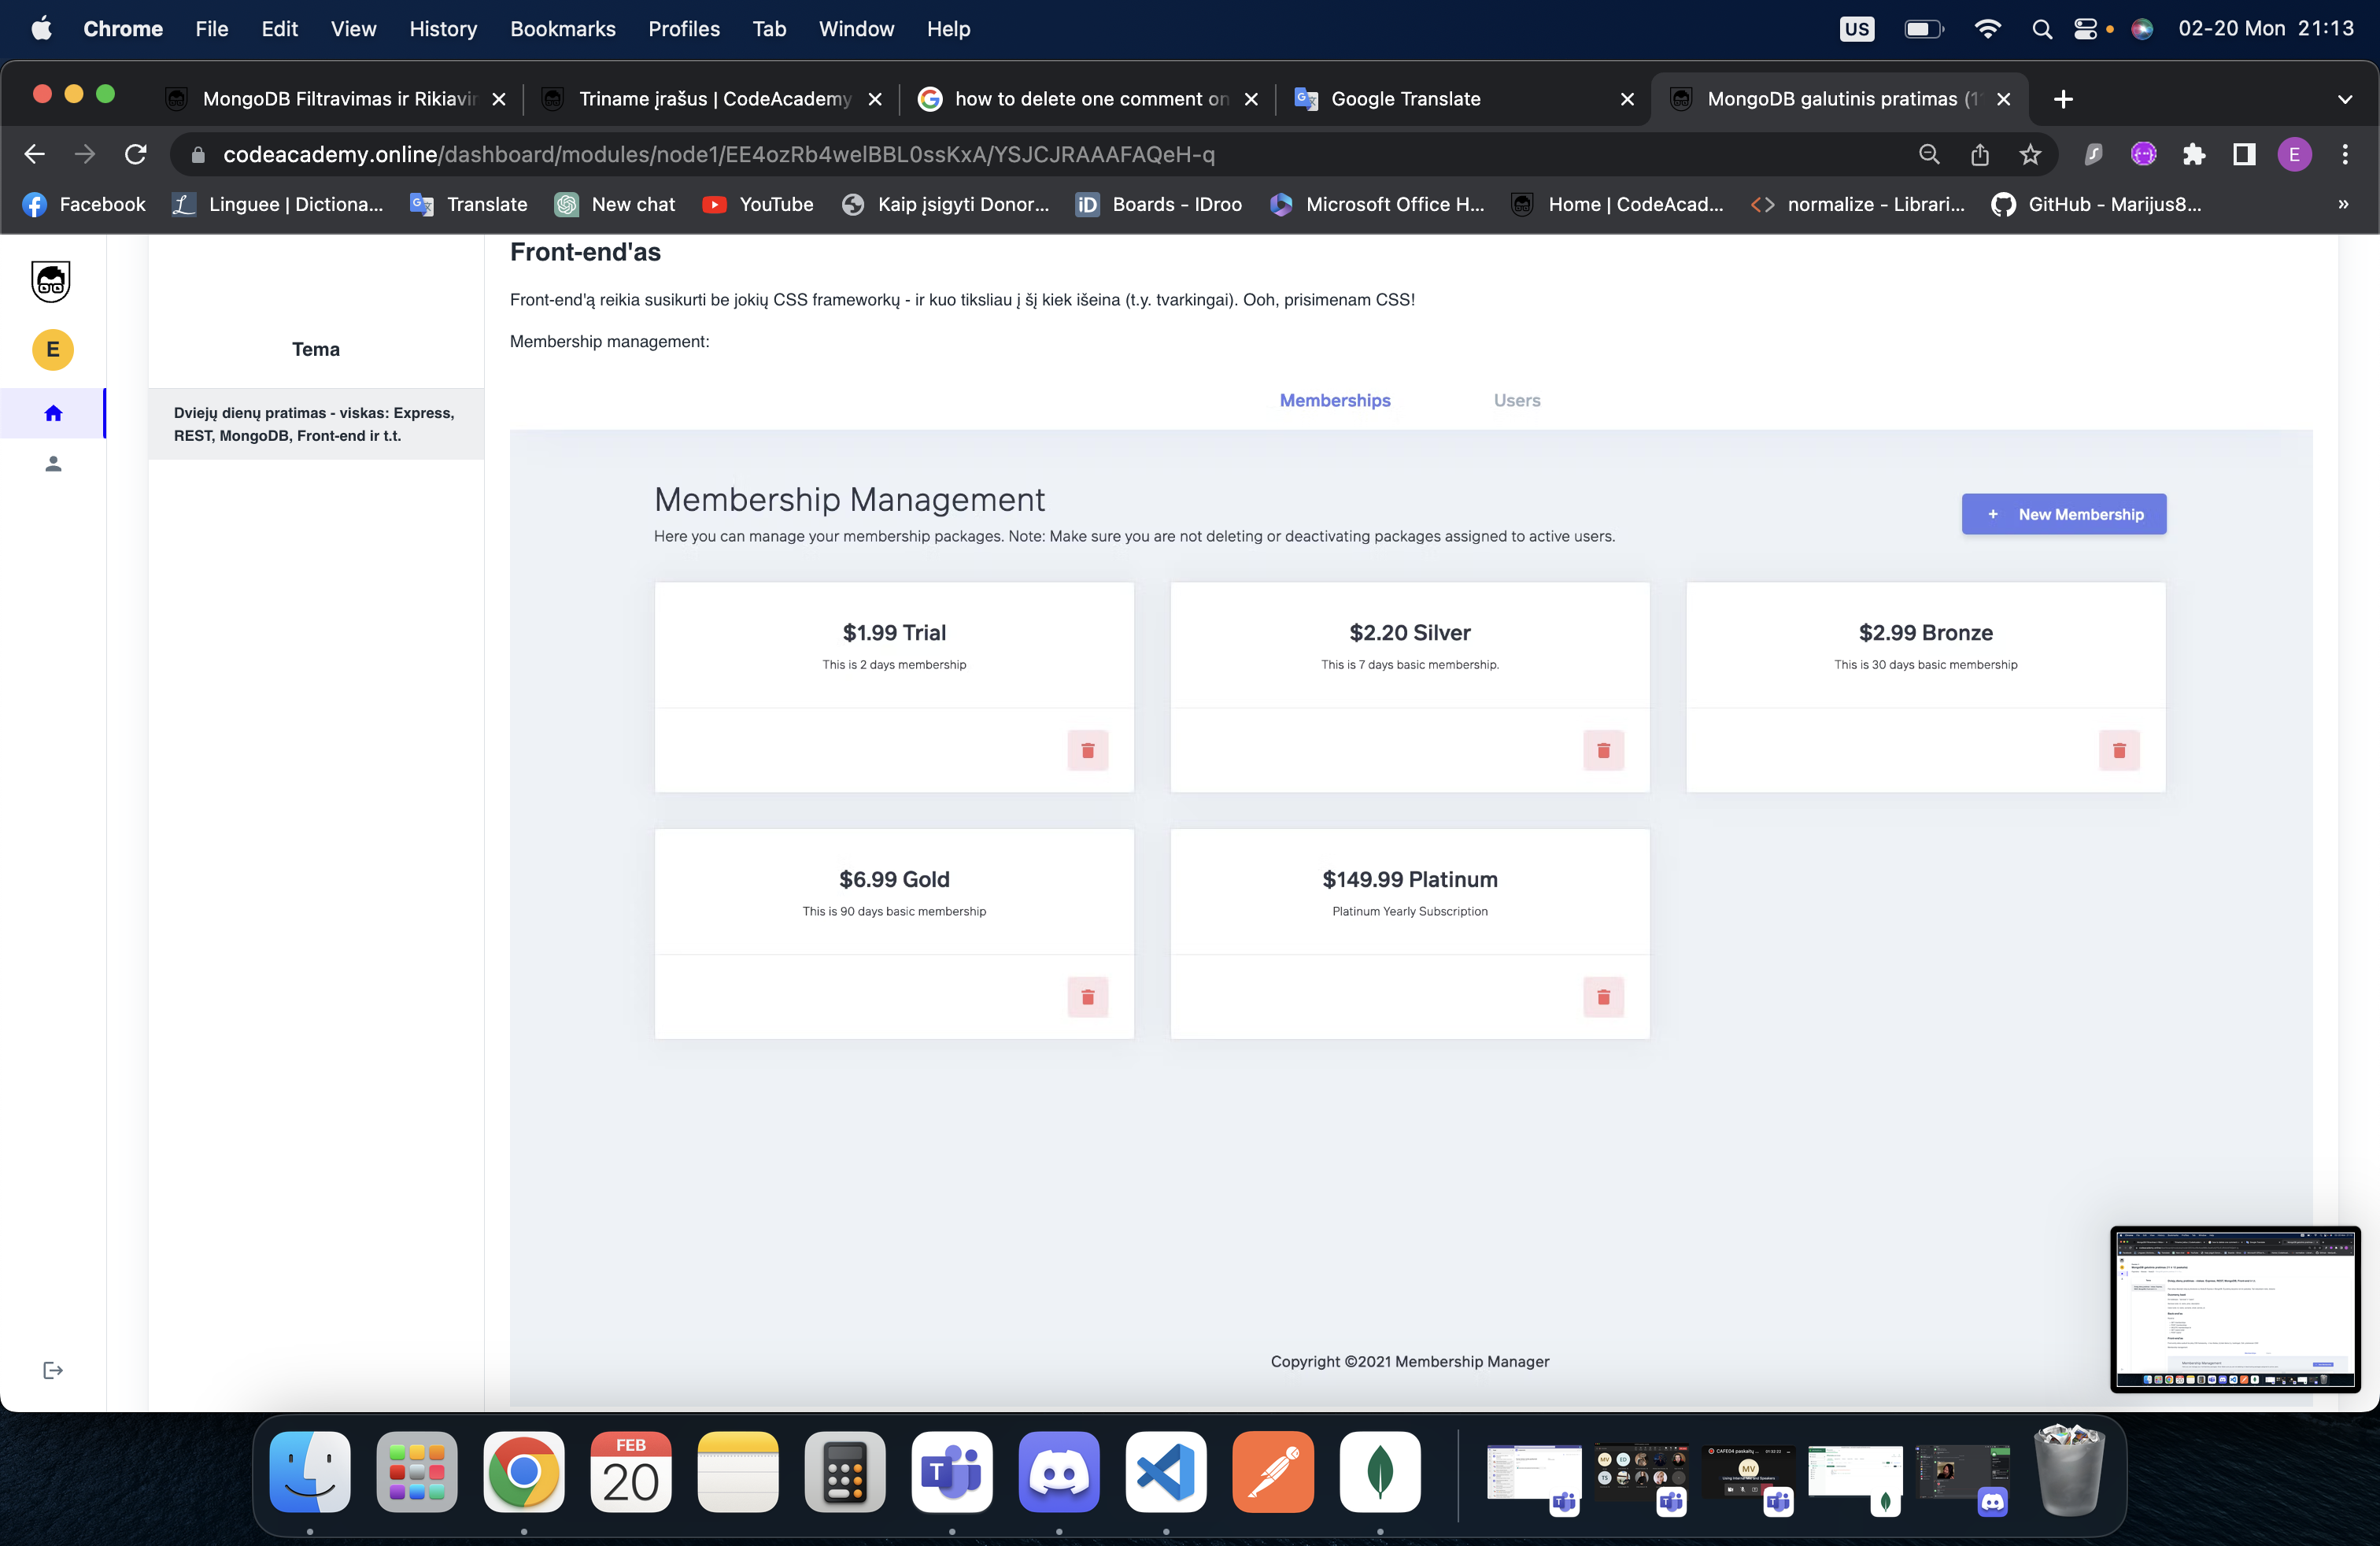 Chrome File Edit View History Bookmarks Profiles Tab Window Help US 02-20 Mon 21:13
MongoDB Filtravimas ir Rikiavir Triname įrašus | CodeAcademy how to delete one comment on Google Translate MongoDB galutinis pratimas (1
codeacademy.online/dashboard/modules/node1/EE4ozRb4welBBL0ssKxA/YSJCJRAAAFAQeH-q
E
Facebook Linguee | Dictiona... Translate New chat YouTube Kaip įsigyti Donor... iD Boards - IDroo Microsoft Office H... Home | CodeAcad... normalize - Librari... GitHub - Marijus8... »
E
Tema
Dviejų dienų pratimas - viskas: Express,
REST, MongoDB, Front-end ir t.t.
Front-end'as
Front-end'ą reikia susikurti be jokių CSS frameworkų - ir kuo tiksliau į šį kiek išeina (t.y. tvarkingai). Ooh, prisimenam CSS!
Membership management:
Memberships Users
Membership Management
Here you can manage your membership packages. Note: Make sure you are not deleting or deactivating packages assigned to active users.
+ New Membership
$1.99 Trial
This is 2 days membership
$2.20 Silver
This is 7 days basic membership.
$2.99 Bronze
This is 30 days basic membership
$6.99 Gold
This is 90 days basic membership
$149.99 Platinum
Platinum Yearly Subscription
Copyright ©2021 Membership Manager
FEB
20